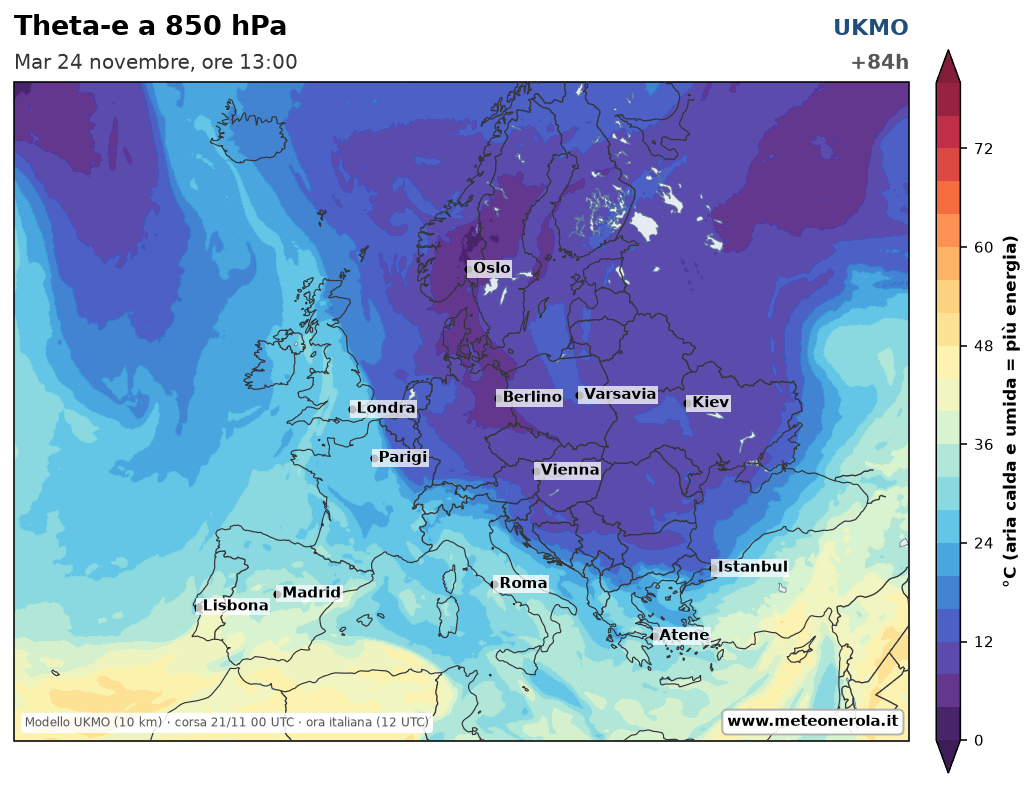 Theta-e a 850 hPa
UKMO
Mar 24 novembre, ore 13:00
+84h
72
60
48
36
24
12
0
°C (aria calda e umida = più energia)
Oslo
Berlino
Varsavia
Kiev
Londra
Parigi
Vienna
Istanbul
Roma
Madrid
Lisbona
Atene
Modello UKMO (10 km) · corsa 21/11 00 UTC · ora italiana (12 UTC)
www.meteonerola.it